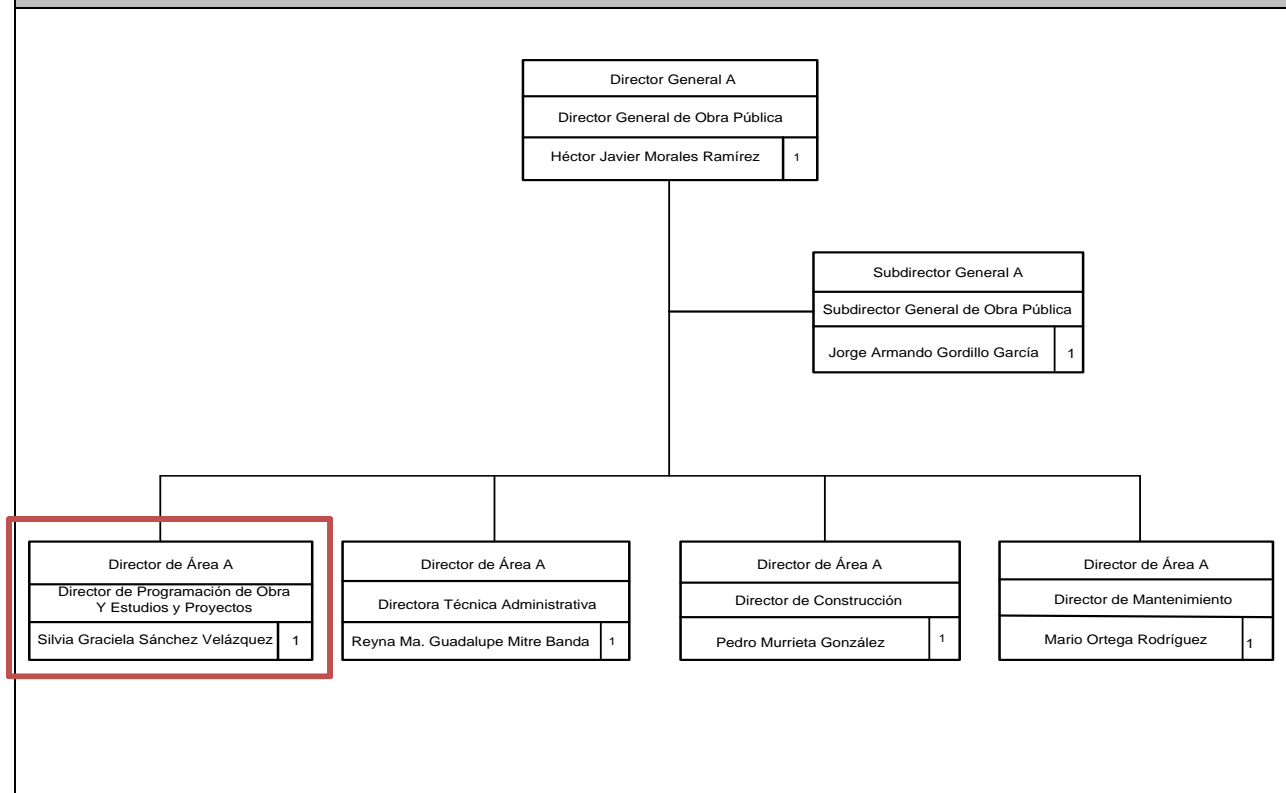 Director General A
Director General de Obra Pública
Héctor Javier Morales Ramírez 1
Subdirector General A
Subdirector General de Obra Pública
Jorge Armando Gordillo García 1
Director de Área A
Director de Programación de Obra
Y Estudios y Proyectos
Silvia Graciela Sánchez Velázquez 1
Director de Área A
Directora Técnica Administrativa
Reyna Ma. Guadalupe Mitre Banda 1
Director de Área A
Director de Construcción
Pedro Murrieta González 1
Director de Área A
Director de Mantenimiento
Mario Ortega Rodríguez 1